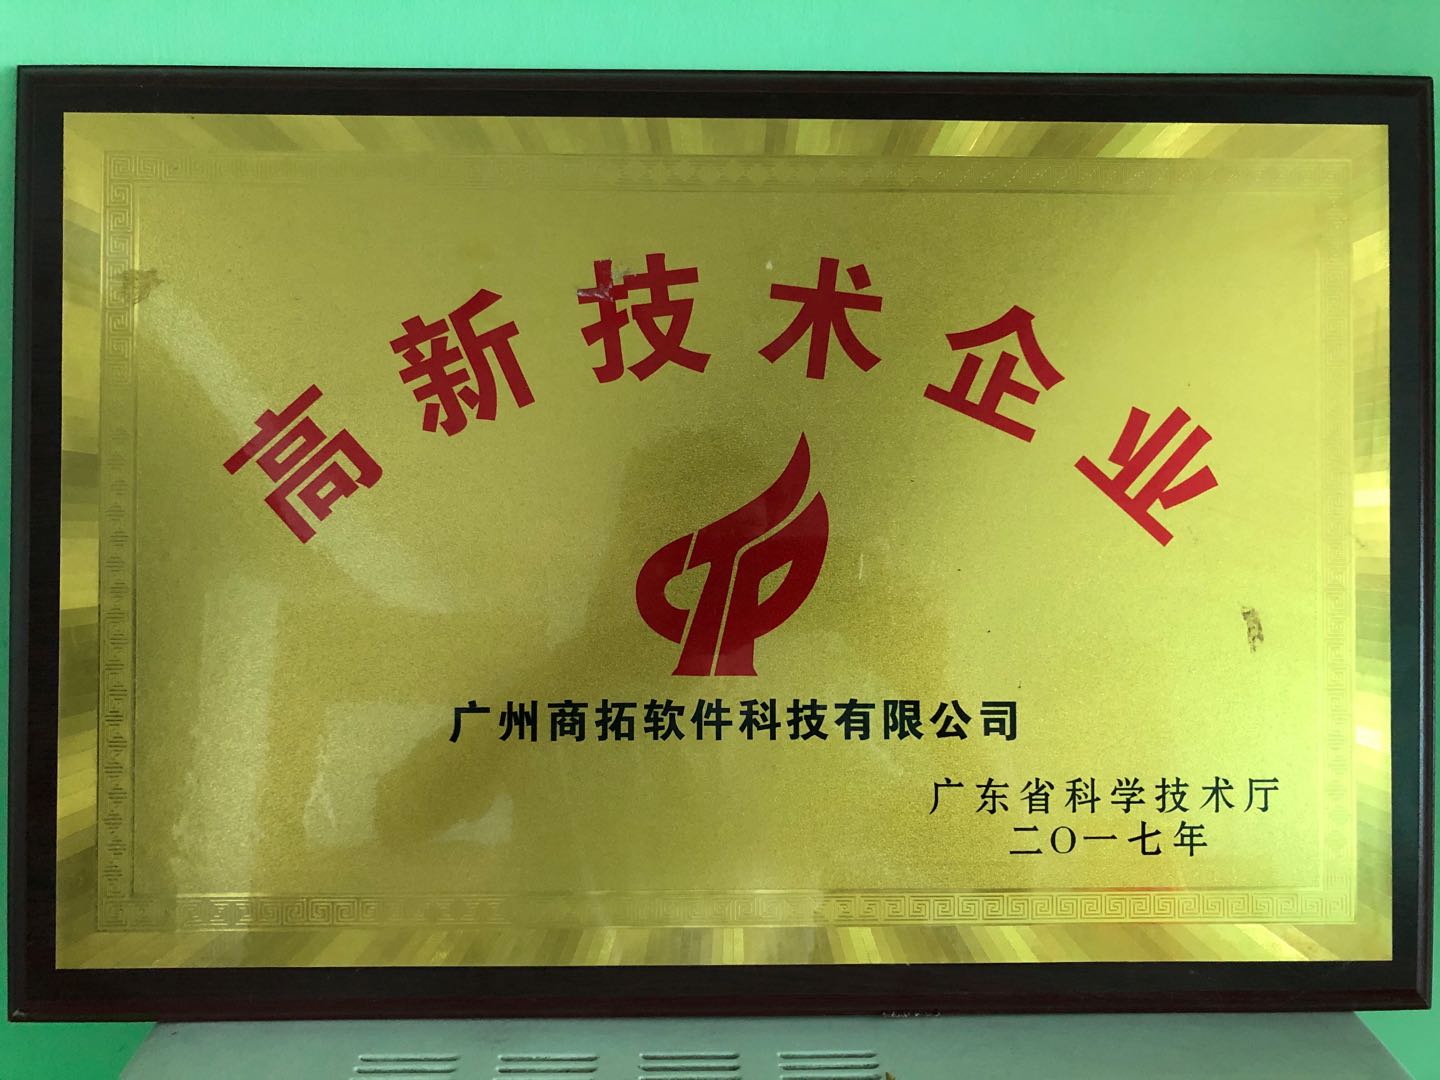 高新技术企业
广州商拓软件科技有限公司
广东省科学技术厅
二〇一七年